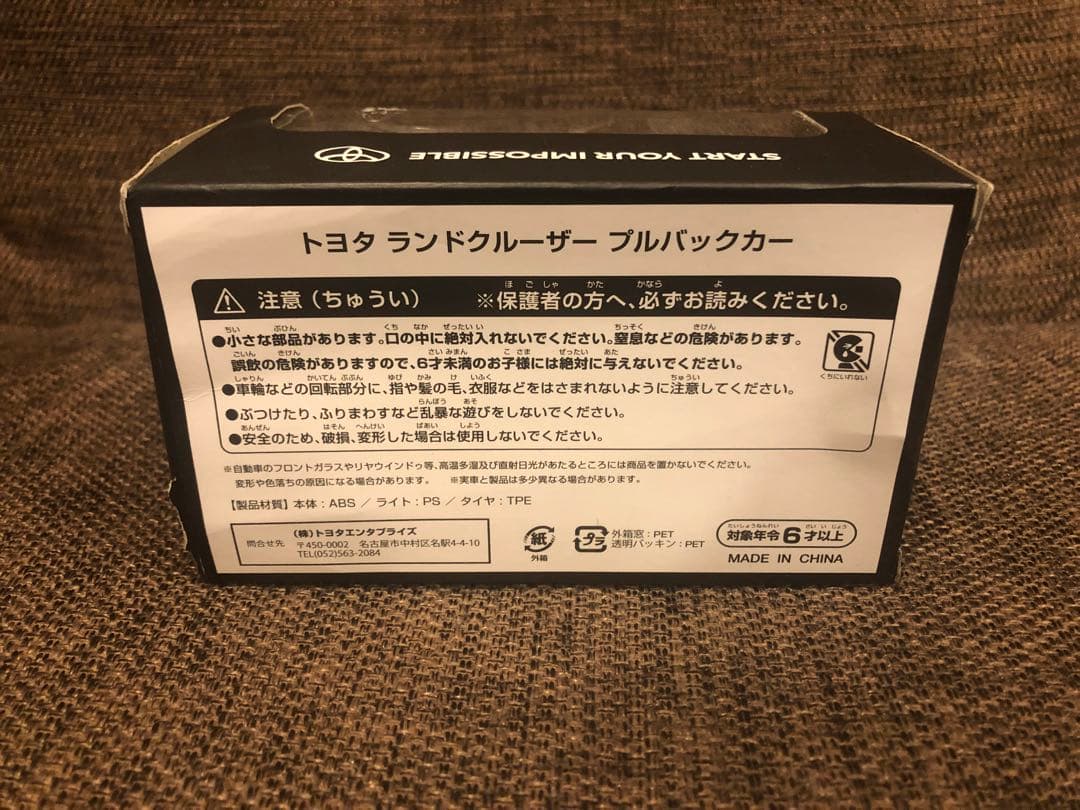 START YOUR IMPOSSIBLE
トヨタ ランドクルーザー プルバックカー
注意(ちゅうい) ※保護者の方へ、必ずお読みください。
●小さな部品があります。口の中に絶対入れないでください。窒息などの危険があります。
誤飲の危険がありますので、6才未満のお子様には絶対に与えないでください。
くちにいれない
●車輪などの回転部分に、指や髪の毛、衣服などをはさまれないように注意してください。
●ぶつけたり、ふりまわすなど乱暴な遊びをしないでください。
●安全のため、破損、変形した場合は使用しないでください。
※自動車のフロントガラスやリヤウインドゥ等、高温多湿及び直射日光があたるところには商品を置かないでください。
変形や色落ちの原因になる場合があります。 ※実車と製品は多少異なる場合があります。
【製品材質】本体:ABS / ライト:PS / タイヤ:TPE
問合せ先
(株)トヨタエンタプライズ
〒450-0002 名古屋市中村区名駅4-4-10
TEL(052)563-2084
紙
外箱
プラ
外箱窓:PET
透明パッキン:PET
対象年令6才以上
MADE IN CHINA